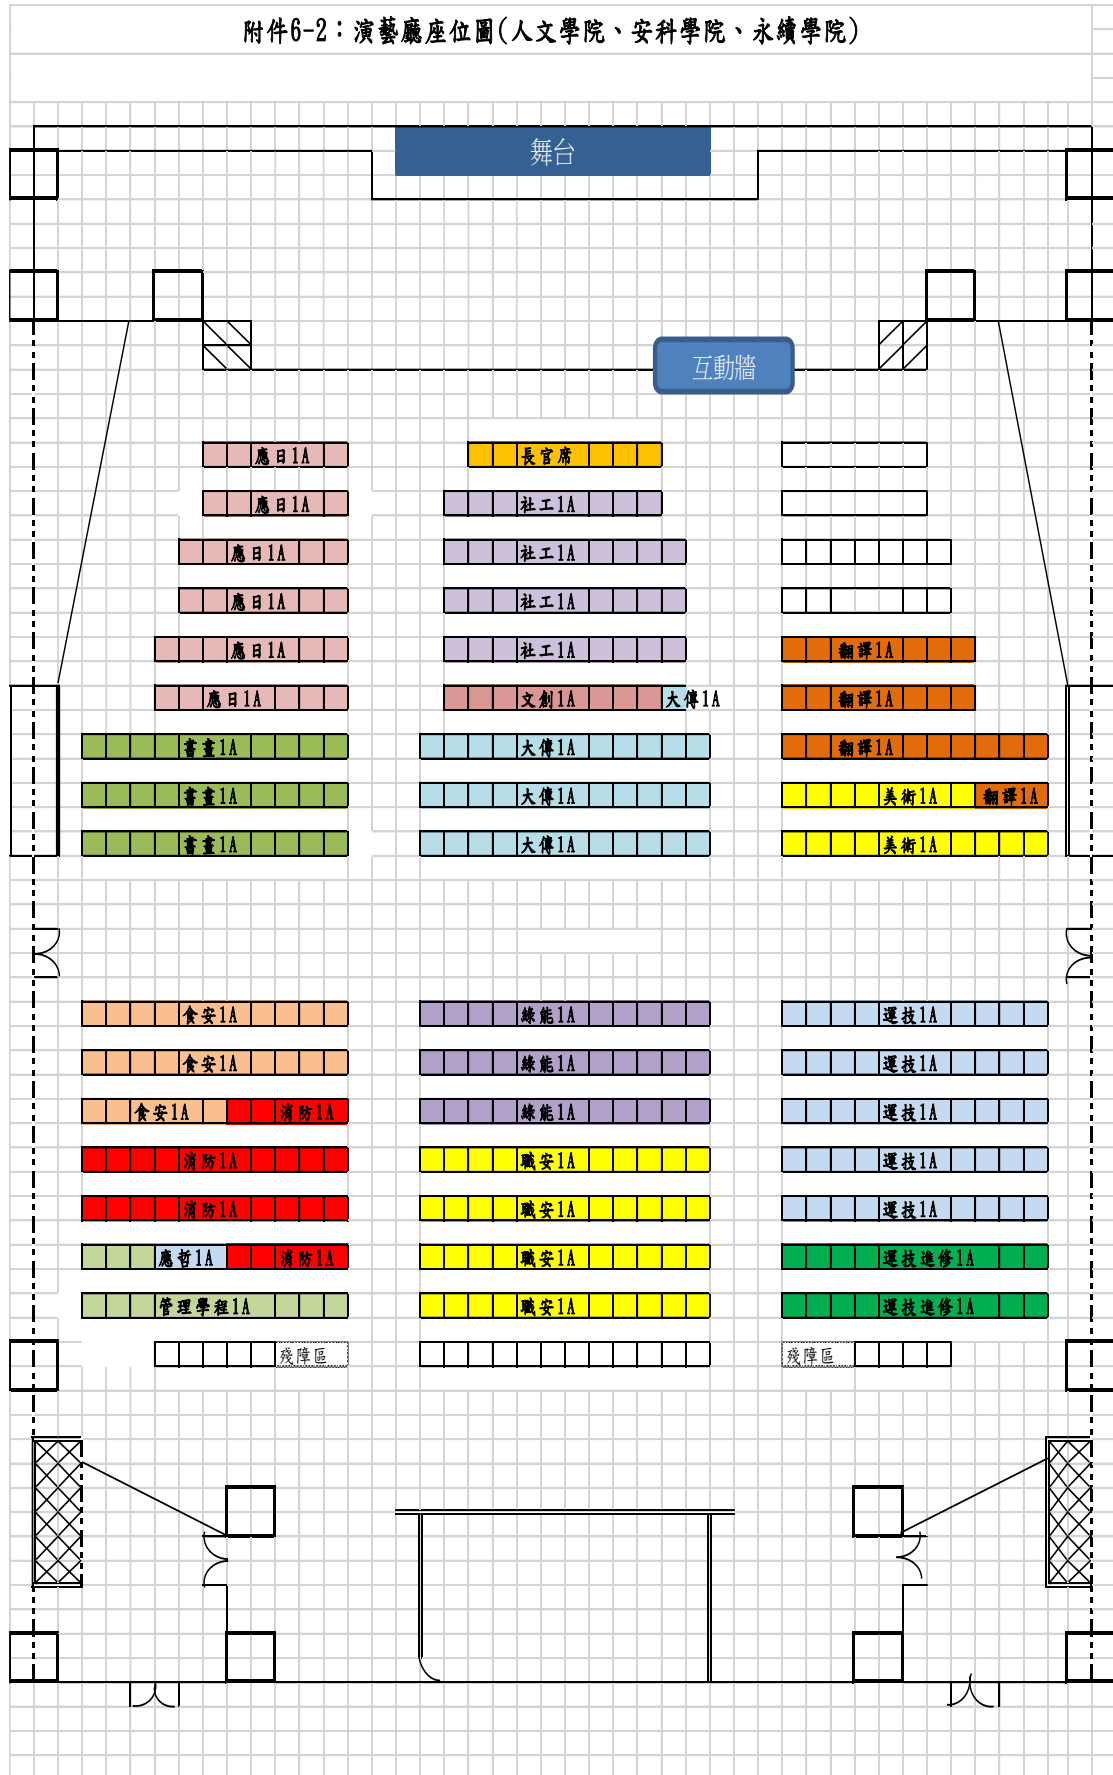 附件6-2：演藝廳座位圖(人文學院、安科學院、永續學院)
舞台
互動牆
應日1A 長官席
應日1A 社工1A
應日1A 社工1A
應日1A 社工1A
應日1A 社工1A 翻譯1A
應日1A 文創1A 大傳1A 翻譯1A
書畫1A 大傳1A 翻譯1A
書畫1A 大傳1A 美術1A 翻譯1A
書畫1A 大傳1A 美術1A
食安1A 綠能1A 運技1A
食安1A 綠能1A 運技1A
食安1A 消防1A 綠能1A 運技1A
消防1A 職安1A 運技1A
消防1A 職安1A 運技1A
應哲1A 消防1A 職安1A 運技進修1A
管理學程1A 職安1A 運技進修1A
殘障區 殘障區